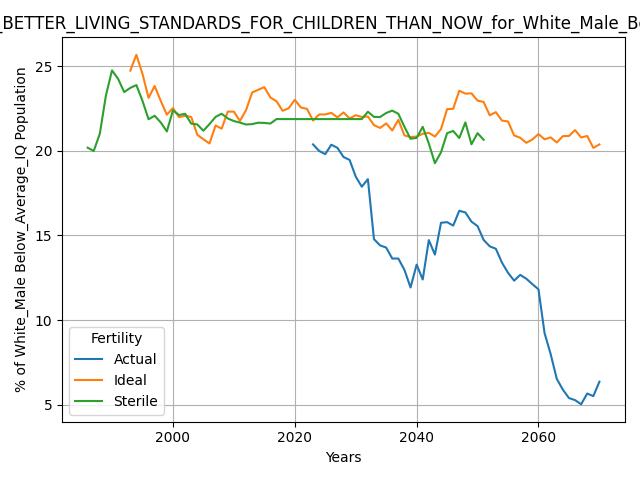 _BETTER_LIVING_STANDARDS_FOR_CHILDREN_THAN_NOW_for_White_Male_Be
% of White_Male Below_Average_IQ Population
25
20
15
10
5
Fertility
Actual
Ideal
Sterile
2000
2020
2040
2060
Years